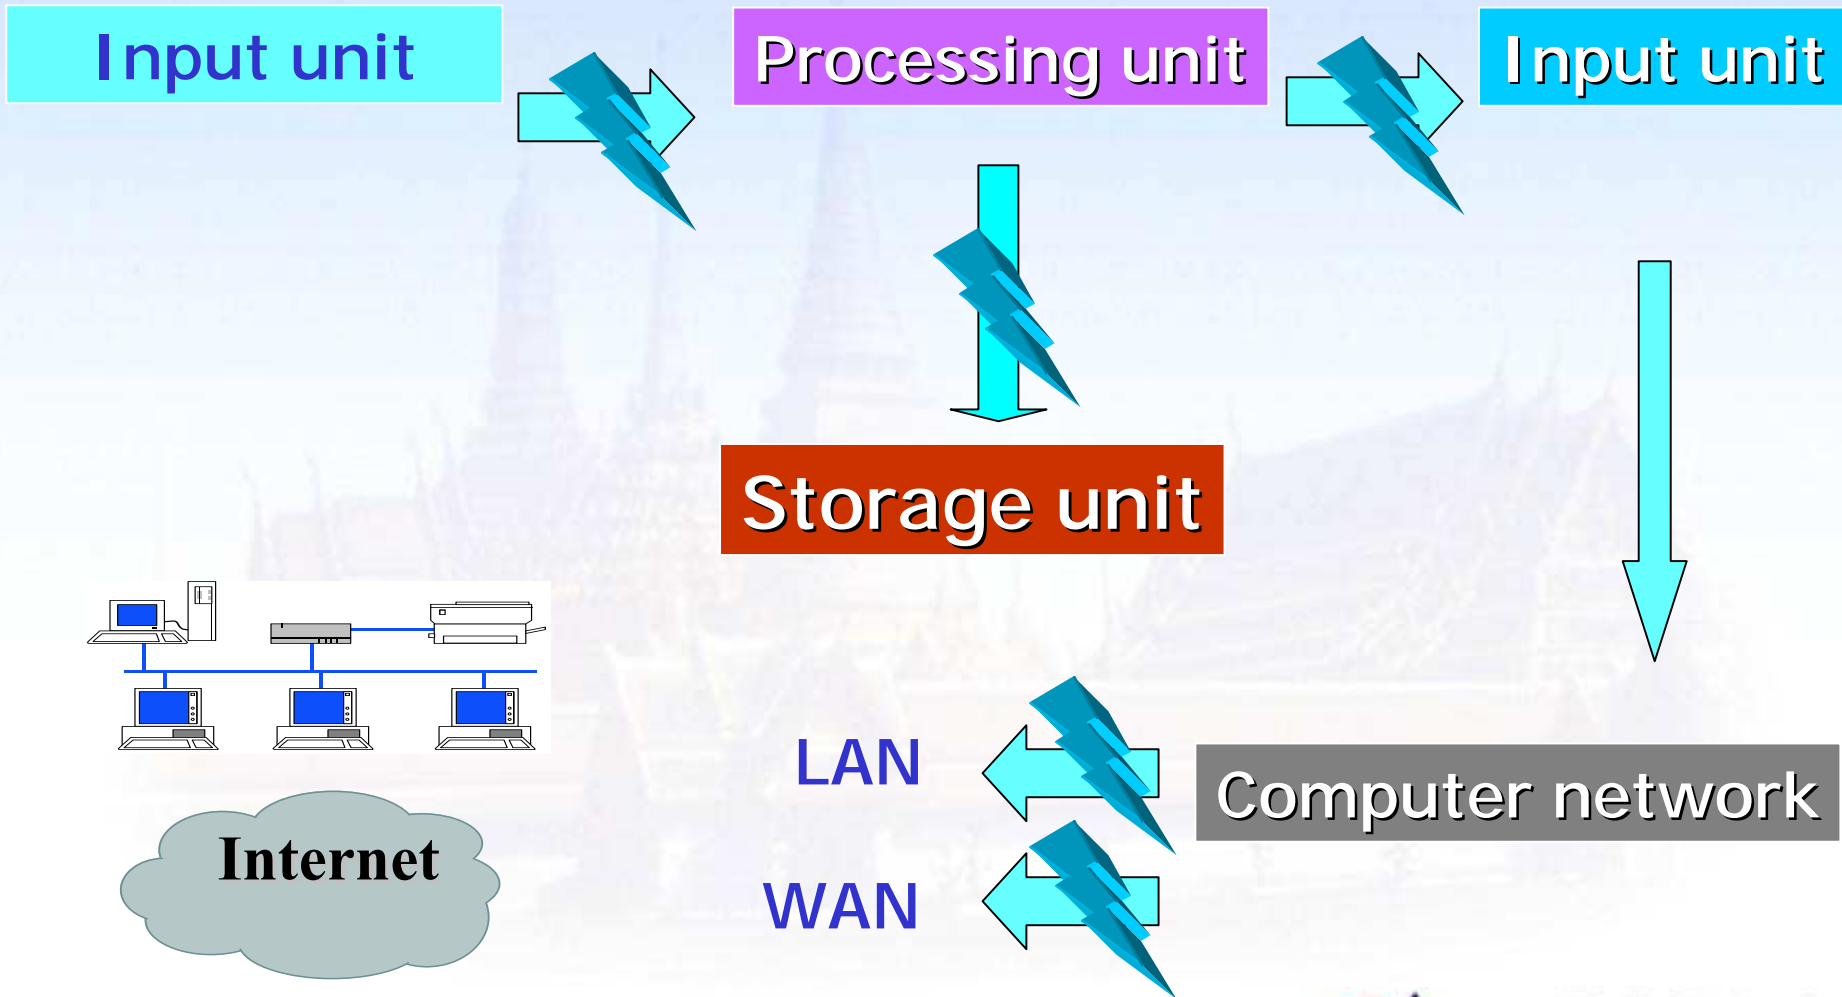 Input unit
Processing unit
Input unit
Storage unit
LAN
Computer network
Internet
WAN